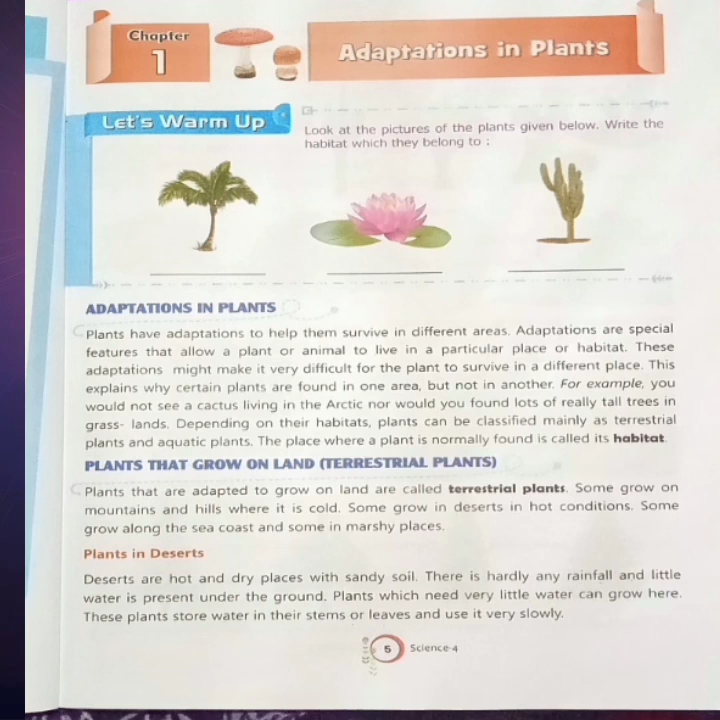 Chapter
1
Adaptations in Plants
Let's Warm Up
Look at the pictures of the plants given below. Write the
habitat which they belong to :
ADAPTATIONS IN PLANTS
Plants have adaptations to help them survive in different areas. Adaptations are special
features that allow a plant or animal to live in a particular place or habitat. These
adaptations might make it very difficult for the plant to survive in a different place. This
explains why certain plants are found in one area, but not in another. For example, you
would not see a cactus living in the Arctic nor would you found lots of really tall trees in
grass- lands. Depending on their habitats, plants can be classified mainly as terrestrial
plants and aquatic plants. The place where a plant is normally found is called its habitat.
PLANTS THAT GROW ON LAND (TERRESTRIAL PLANTS)
Plants that are adapted to grow on land are called terrestrial plants. Some grow on
mountains and hills where it is cold. Some grow in deserts in hot conditions. Some
grow along the sea coast and some in marshy places.
Plants in Deserts
Deserts are hot and dry places with sandy soil. There is hardly any rainfall and little
water is present under the ground. Plants which need very little water can grow here.
These plants store water in their stems or leaves and use it very slowly.
5 Science-4